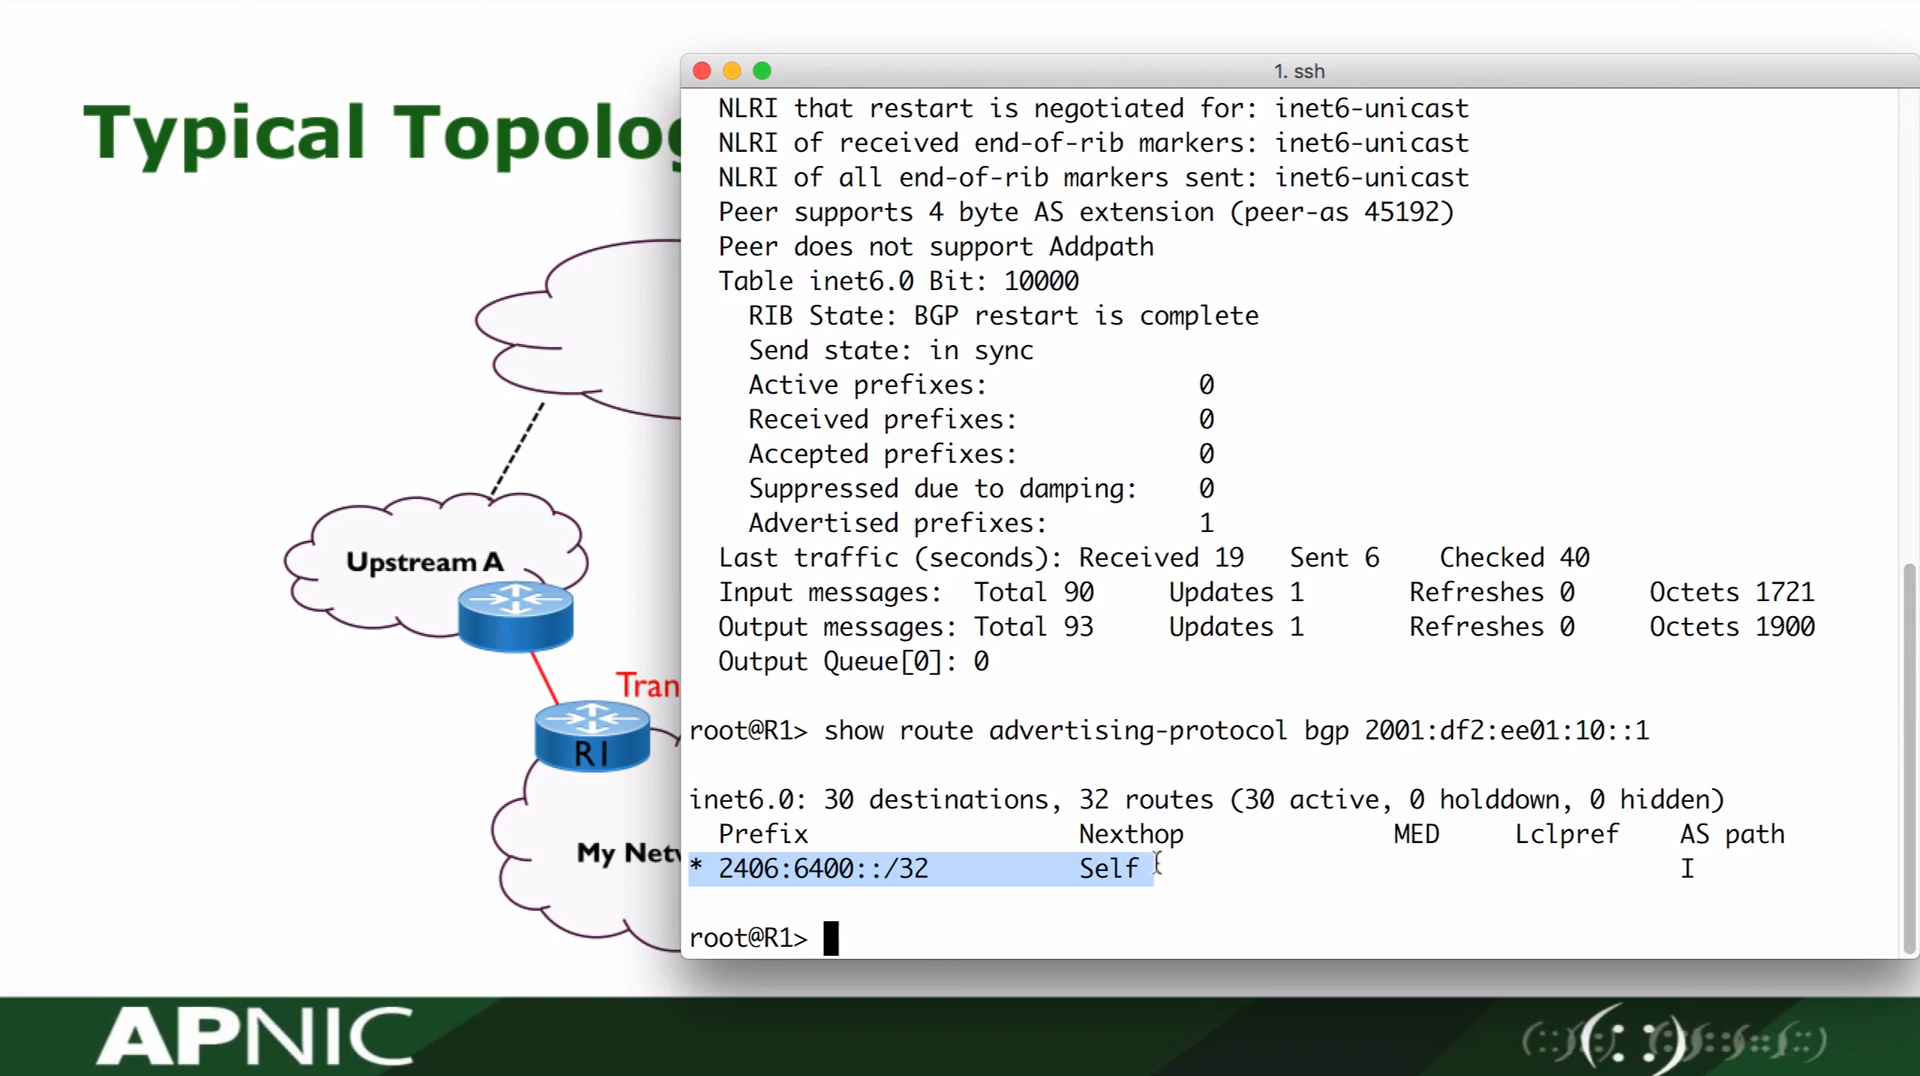 Typical Topolog
1. ssh
NLRI that restart is negotiated for: inet6-unicast
NLRI of received end-of-rib markers: inet6-unicast
NLRI of all end-of-rib markers sent: inet6-unicast
Peer supports 4 byte AS extension (peer-as 45192)
Peer does not support Addpath
Table inet6.0 Bit: 10000
RIB State: BGP restart is complete
Send state: in sync
Active prefixes: 0
Received prefixes: 0
Accepted prefixes: 0
Suppressed due to damping: 0
Advertised prefixes: 1
Last traffic (seconds): Received 19 Sent 6 Checked 40
Input messages: Total 90 Updates 1 Refreshes 0 Octets 1721
Output messages: Total 93 Updates 1 Refreshes 0 Octets 1900
Output Queue[0]: 0
root@R1> show route advertising-protocol bgp 2001:df2:ee01:10::1
inet6.0: 30 destinations, 32 routes (30 active, 0 holddown, 0 hidden)
Prefix Nexthop MED Lclpref AS path
* 2406:6400::/32 Self I
root@R1>
Upstream A
Tran
R1
My Netw
APNIC
(::)